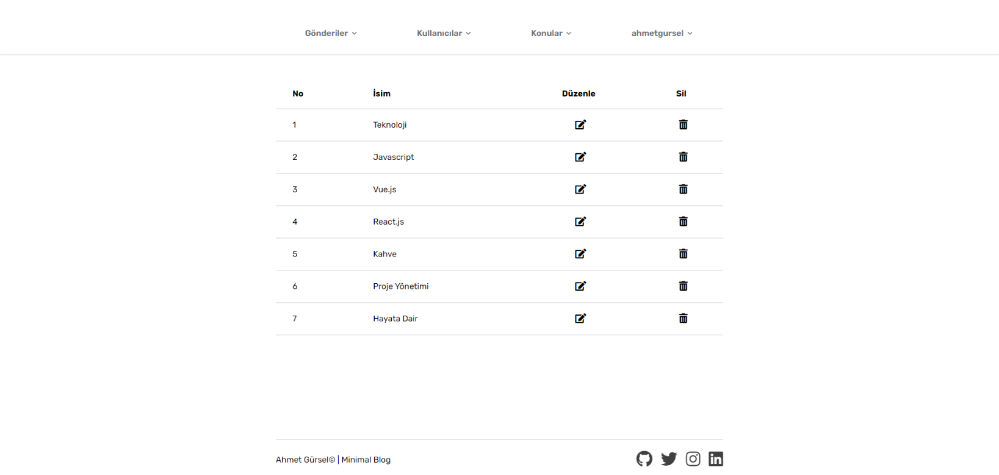 Gönderiler Kullanıcılar Konular ahmetgursel
No İsim Düzenle Sil
1 Teknoloji
2 Javascript
3 Vue.js
4 React.js
5 Kahve
6 Proje Yönetimi
7 Hayata Dair
Ahmet Gürsel© | Minimal Blog